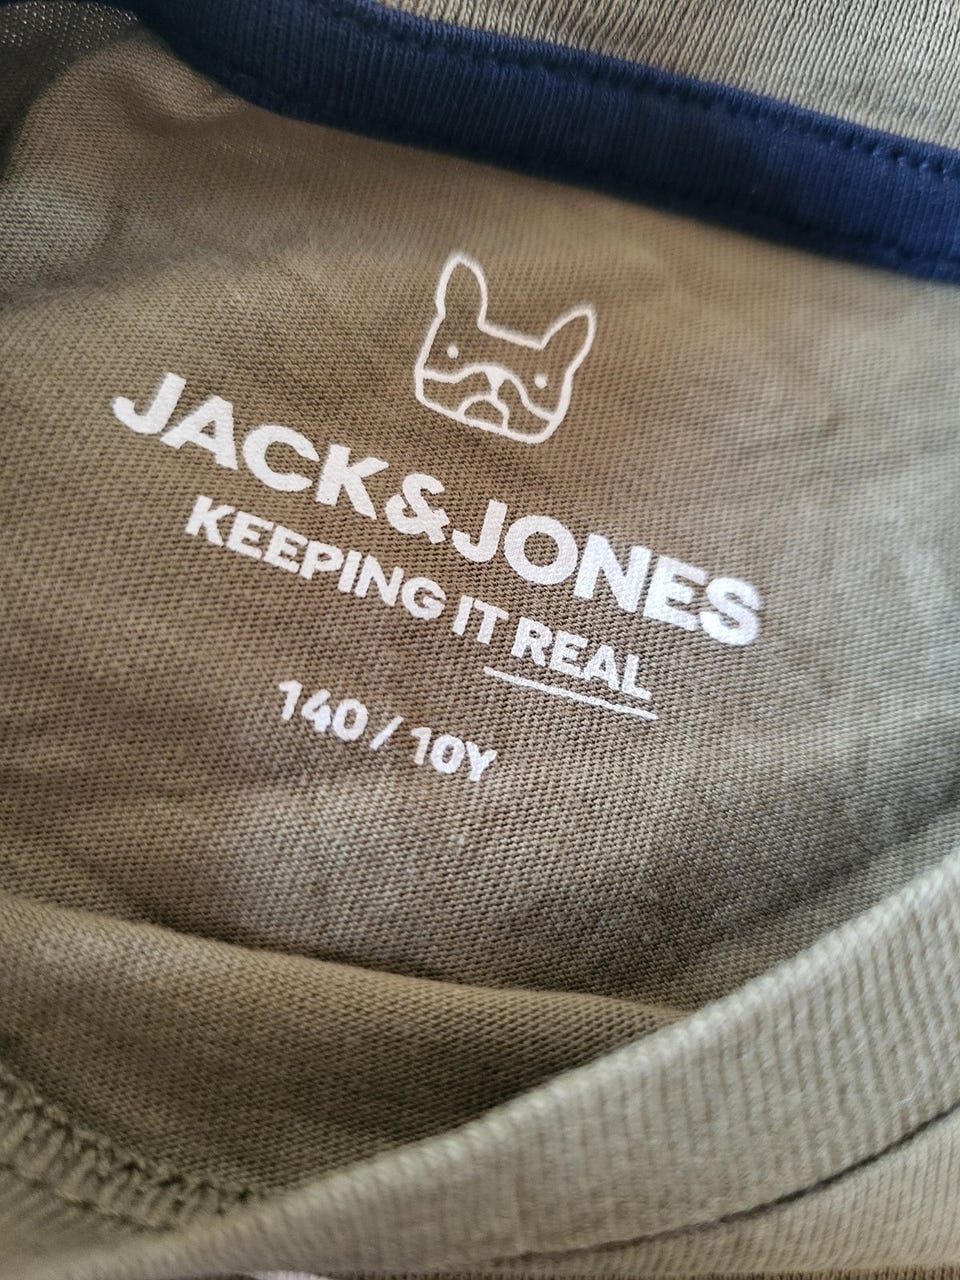 JACK&JONES
KEEPING IT REAL
140 / 10Y